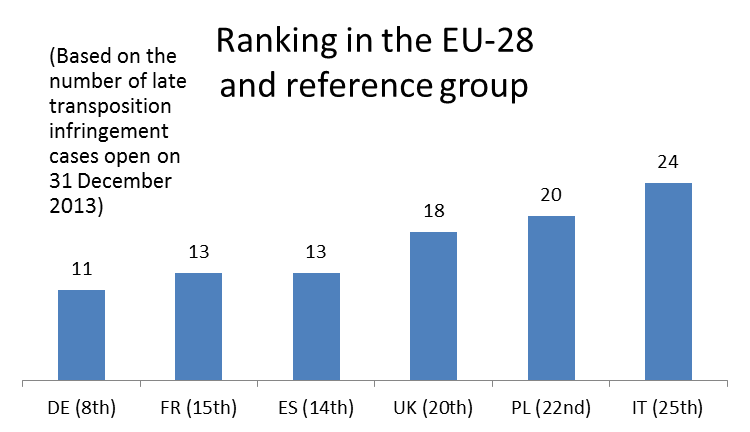 Ranking in the EU-28
and reference group
(Based on the
number of late
transposition
infringement
cases open on
31 December
2013)
11
13
13
18
20
24
DE (8th)
FR (15th)
ES (14th)
UK (20th)
PL (22nd)
IT (25th)